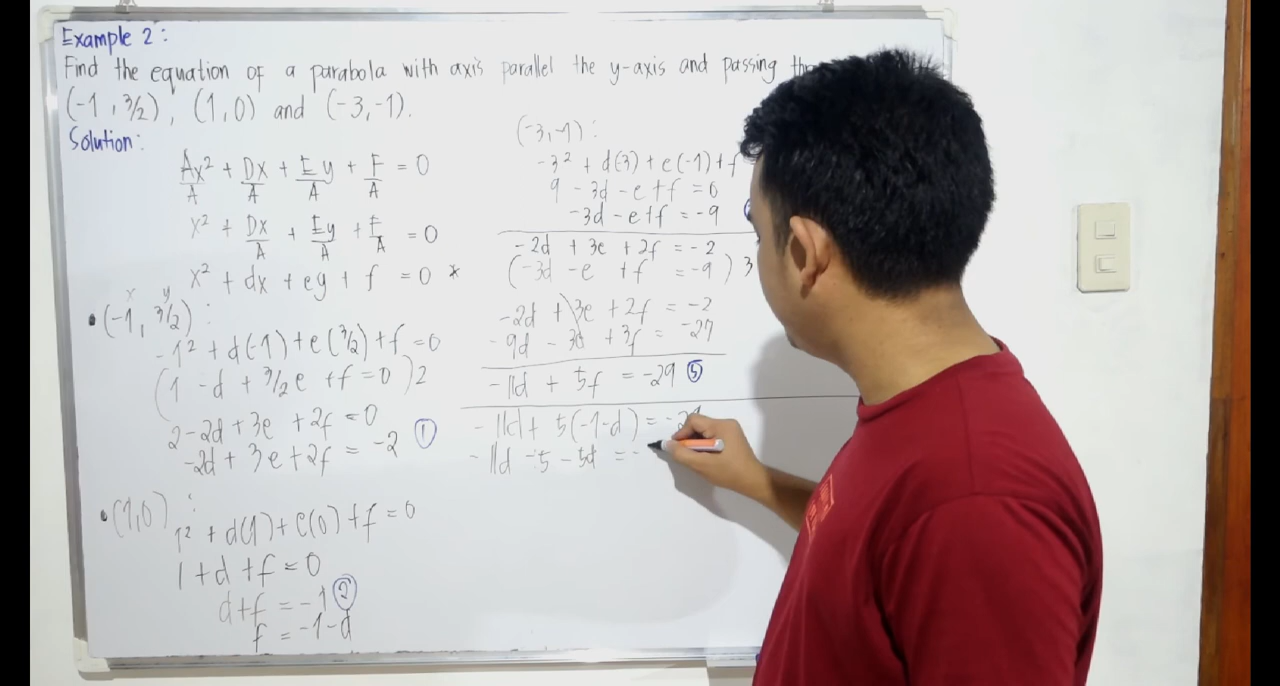 Example 2:
Find the equation of a parabola with axis parallel the y-axis and passing
(-1, 3/2), (1,0) and (-3,-1).
Solution:
Ax²/A + Dx/A + Ey/A + F/A = 0
x² + Dx/A + Ey/A + F/A = 0
x² + dx + ey + f = 0 *
x y
• (-1, 3/2) :
-1² + d(-1) + e(3/2) + f = 0
(1 - d + 3/2e + f = 0) 2
2 - 2d + 3e + 2f = 0
-2d + 3e + 2f = -2 ①
• (1,0) :
1² + d(1) + e(0) + f = 0
1 + d + f = 0
d + f = -1 ②
f = -1 - d
(-3,-1) :
-3² + d(-3) + e(-1) + f
9 - 3d - e + f = 0
-3d - e + f = -9
-2d + 3e + 2f = -2
(-3d - e + f = -9) 3
-2d + 3e + 2f = -2
-9d - 3e + 3f = -27
-11d + 5f = -29 ⑤
-11d + 5(-1-d) = -29
-11d - 5 - 5d = -